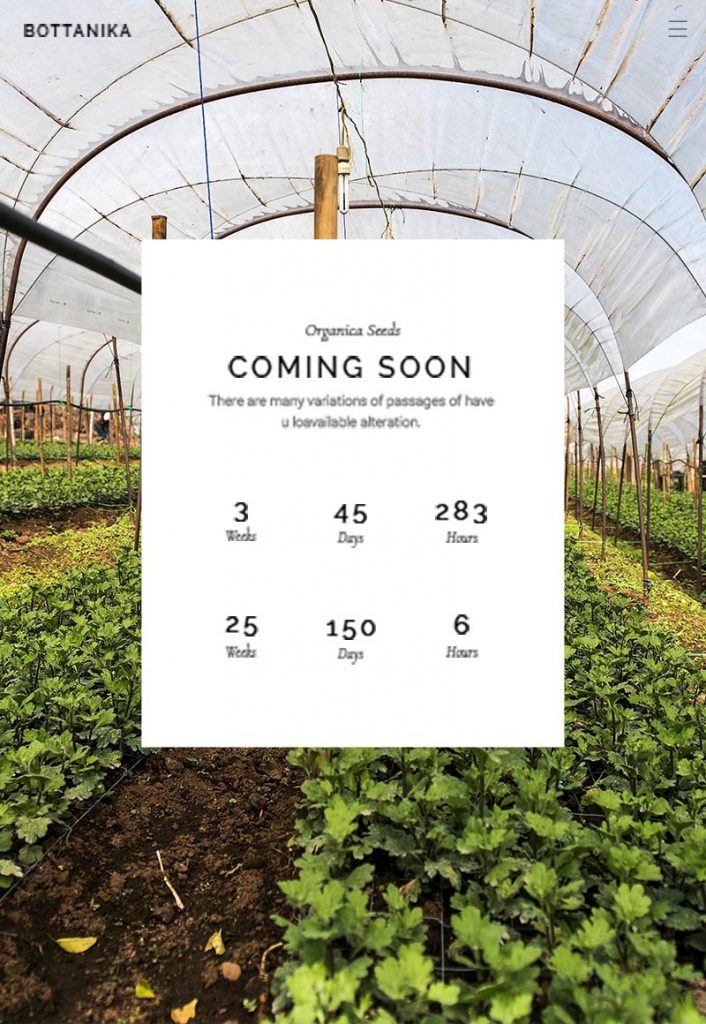 BOTTANIKA
Organica Seeds
COMING SOON
There are many variations of passages of have
u loavailable alteration.
3 45 283
Weeks Days Hours
25 150 6
Weeks Days Hours